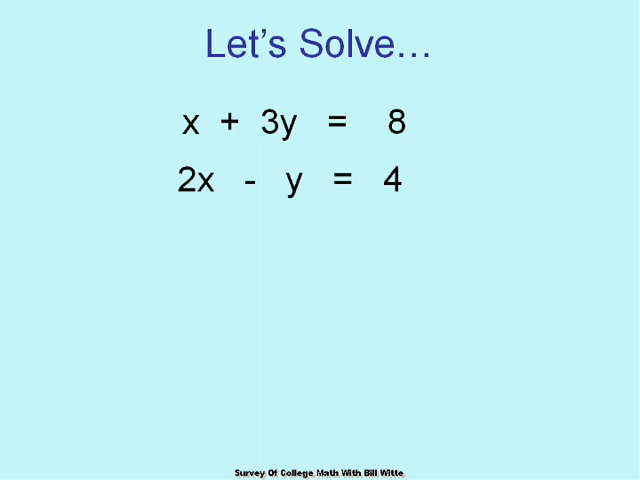 Let's Solve…
x + 3y = 8
2x - y = 4
Survey Of College Math With Bill Witte